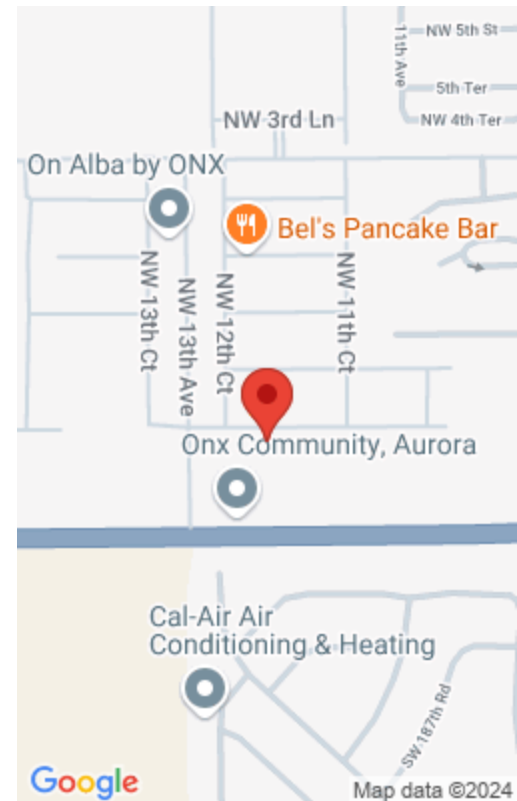 NW 5th St
11th Ave
5th Ter
NW 3rd Ln
NW 4th Ter
On Alba by ONX
Bel's Pancake Bar
NW 13th Ct
NW 13th Ave
NW 12th Ct
NW 11th Ct
Onx Community, Aurora
Cal-Air Air
Conditioning & Heating
SW 187th Rd
Google
Map data ©2024